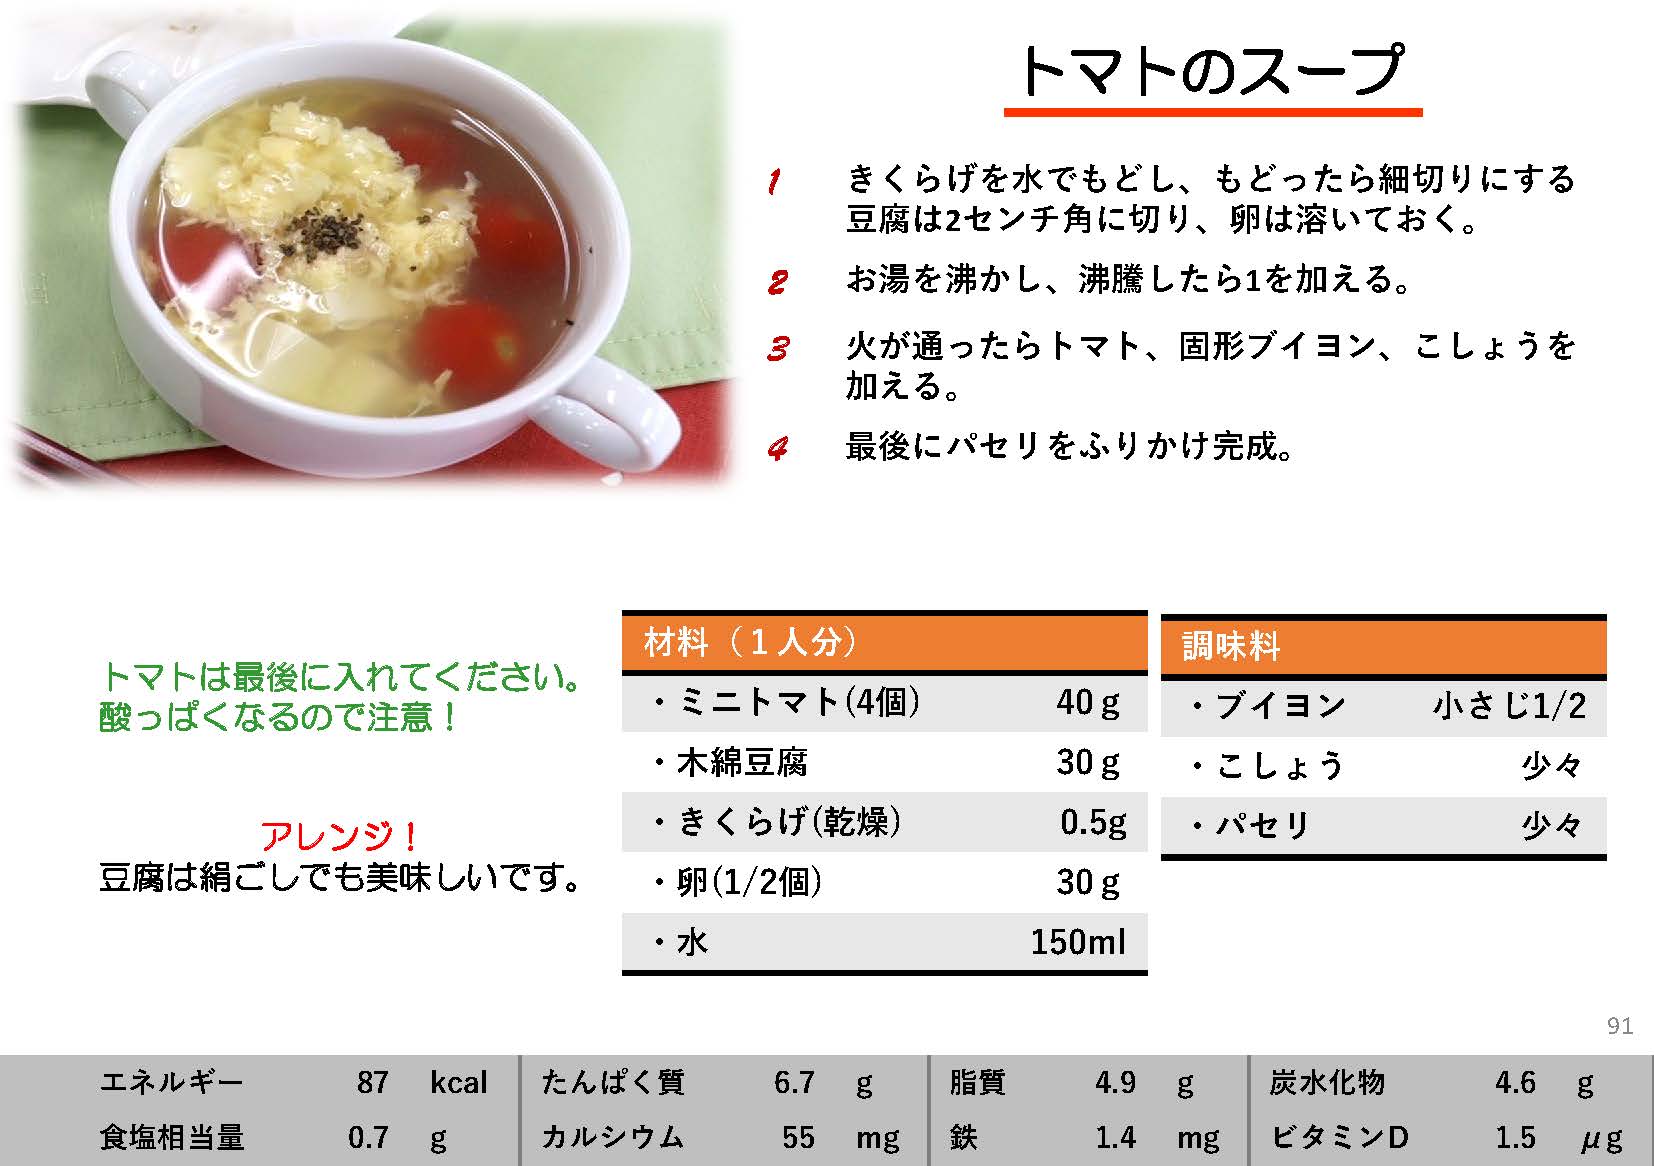 トマトのスープ
1 きくらげを水でもどし、もどったら細切りにする
豆腐は2センチ角に切り、卵は溶いておく。
2 お湯を沸かし、沸騰したら1を加える。
3 火が通ったらトマト、固形ブイヨン、こしょうを
加える。
4 最後にパセリをふりかけ完成。
トマトは最後に入れてください。
酸っぱくなるので注意！
アレンジ！
豆腐は絹ごしでも美味しいです。
材料（１人分）
・ミニトマト(4個) 40ｇ
・木綿豆腐 30ｇ
・きくらげ(乾燥) 0.5g
・卵(1/2個) 30ｇ
・水 150ml
調味料
・ブイヨン 小さじ1/2
・こしょう 少々
・パセリ 少々
91
エネルギー 87 kcal たんぱく質 6.7 g 脂質 4.9 g 炭水化物 4.6 g
食塩相当量 0.7 g カルシウム 55 mg 鉄 1.4 mg ビタミンD 1.5 μg